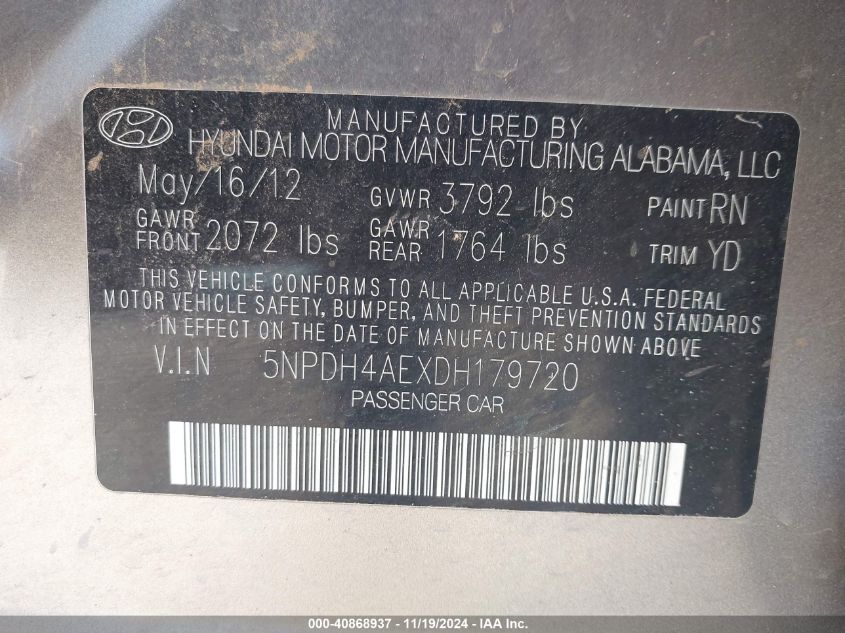 MANUFACTURED BY
HYUNDAI MOTOR MANUFACTURING ALABAMA, LLC
May/16/12 GVWR 3792 lbs PAINT RN
GAWR FRONT 2072 lbs GAWR REAR 1764 lbs TRIM YD
THIS VEHICLE CONFORMS TO ALL APPLICABLE U.S.A. FEDERAL
MOTOR VEHICLE SAFETY, BUMPER, AND THEFT PREVENTION STANDARDS
IN EFFECT ON THE DATE OF MANUFACTURE SHOWN ABOVE
V.I.N 5NPDH4AEXDH179720
PASSENGER CAR
000-40868937 - 11/19/2024 - IAA Inc.